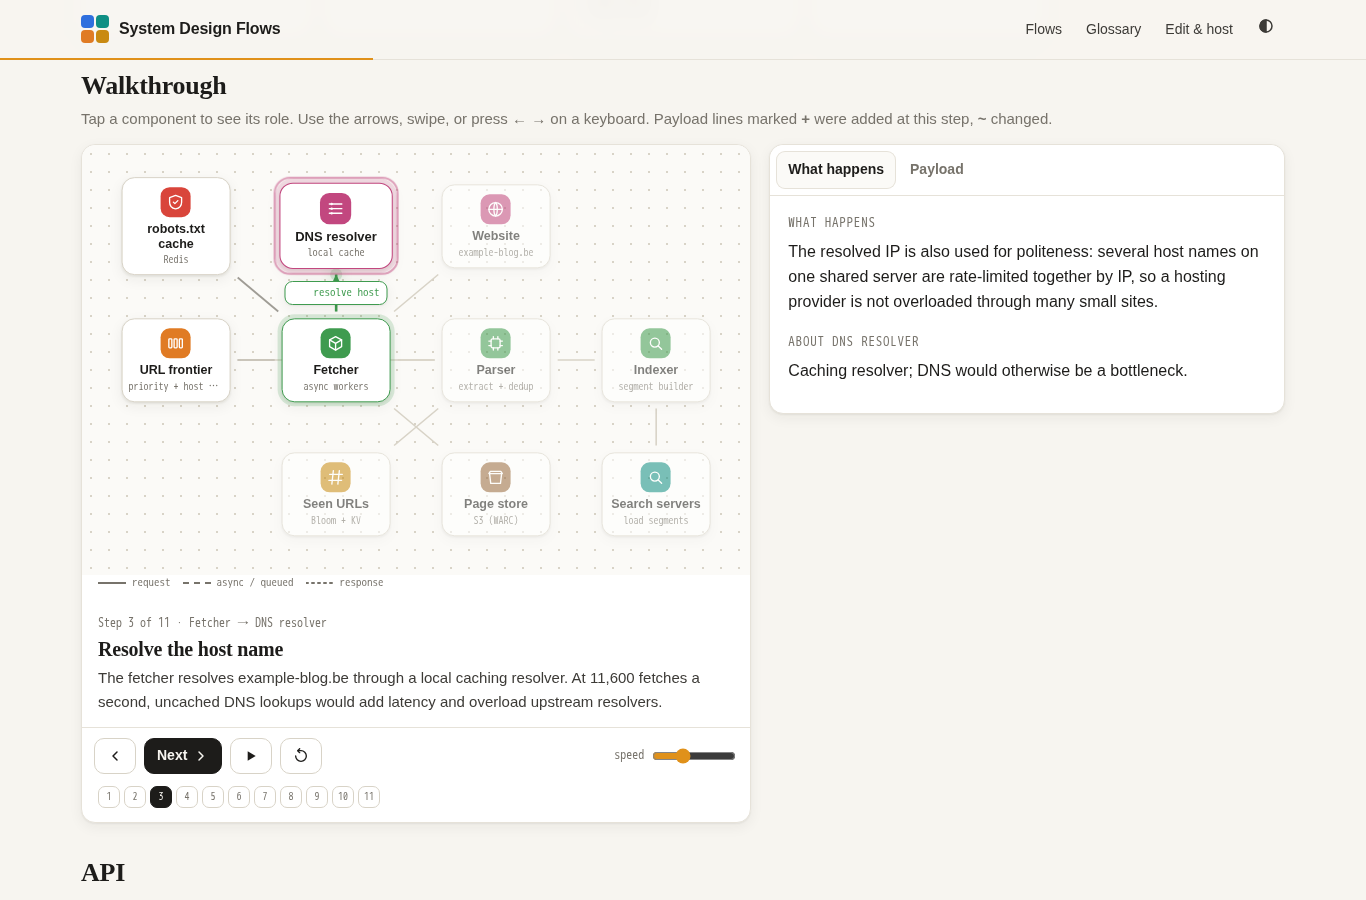 System Design Flows
Flows
Glossary
Edit & host
Walkthrough
Tap a component to see its role. Use the arrows, swipe, or press ← → on a keyboard. Payload lines marked + were added at this step, ~ changed.
robots.txt
cache
Redis
DNS resolver
local cache
Website
example-blog.be
resolve host
URL frontier
priority + host ···
Fetcher
async workers
Parser
extract + dedup
Indexer
segment builder
Seen URLs
Bloom + KV
Page store
S3 (WARC)
Search servers
load segments
request
async / queued
response
Step 3 of 11 · Fetcher → DNS resolver
Resolve the host name
The fetcher resolves example-blog.be through a local caching resolver. At 11,600 fetches a
second, uncached DNS lookups would add latency and overload upstream resolvers.
Next
speed
1 2 3 4 5 6 7 8 9 10 11
What happens
Payload
WHAT HAPPENS
The resolved IP is also used for politeness: several host names on
one shared server are rate-limited together by IP, so a hosting
provider is not overloaded through many small sites.
ABOUT DNS RESOLVER
Caching resolver; DNS would otherwise be a bottleneck.
API